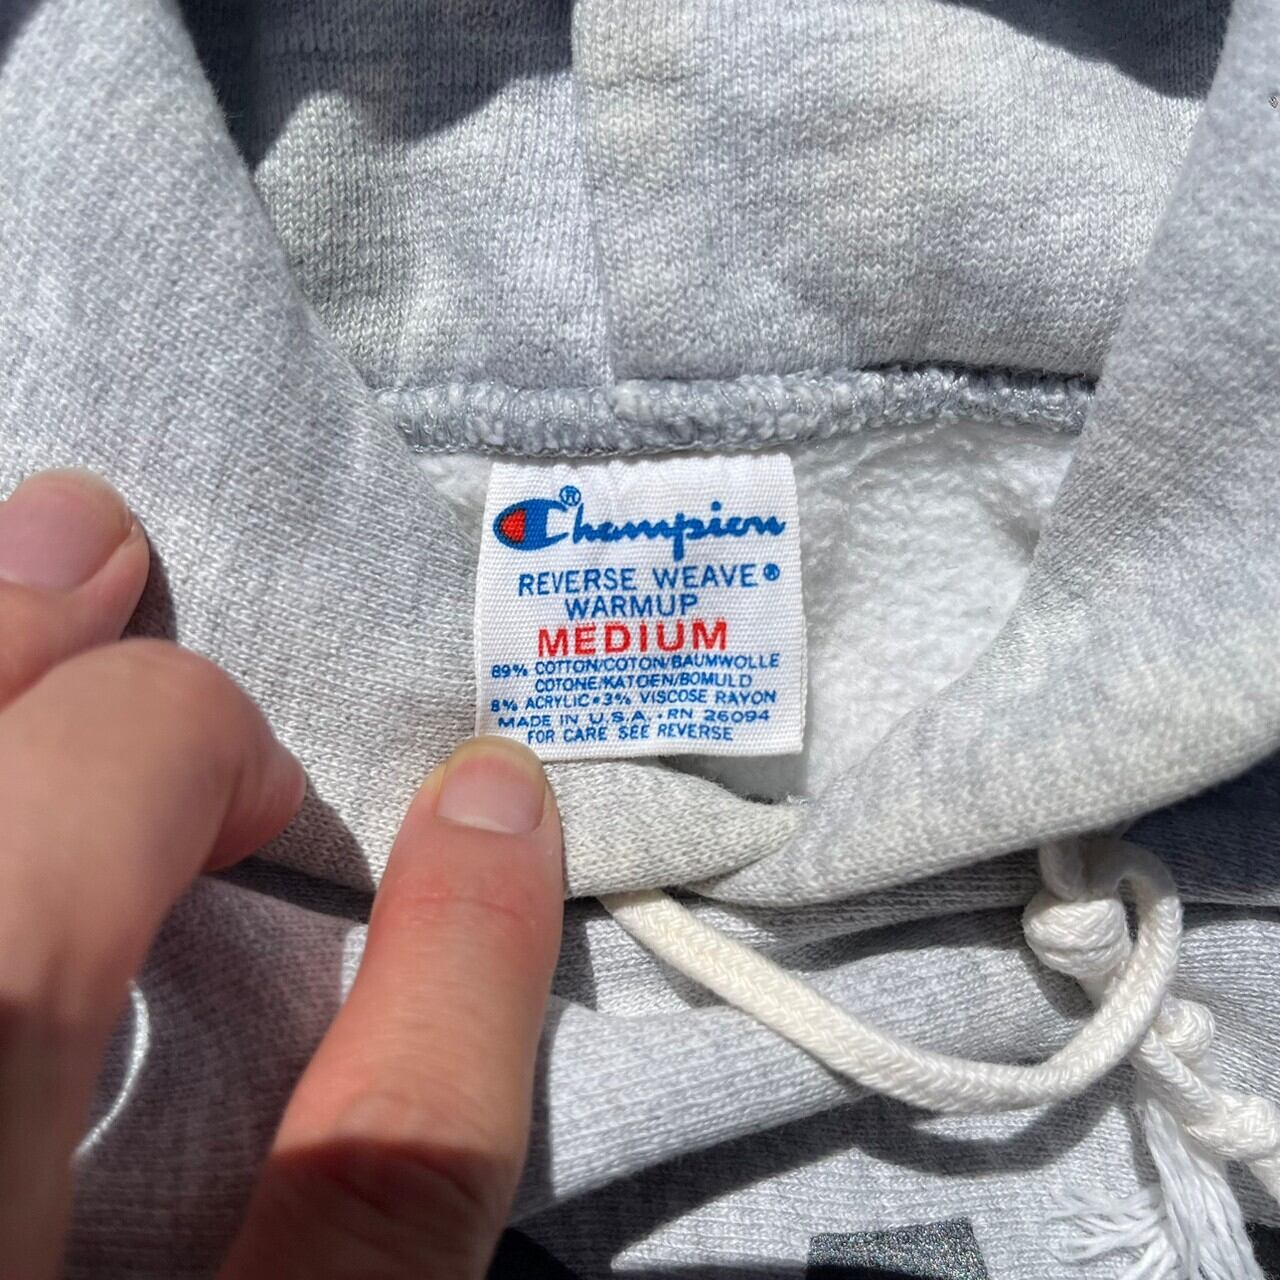 Champion®
REVERSE WEAVE®
WARMUP
MEDIUM
89% COTTON/COTON/BAUMWOLLE
COTONE/KATOEN/BOMULD
8% ACRYLIC•3% VISCOSE RAYON
MADE IN U.S.A.•RN 26094
FOR CARE SEE REVERSE